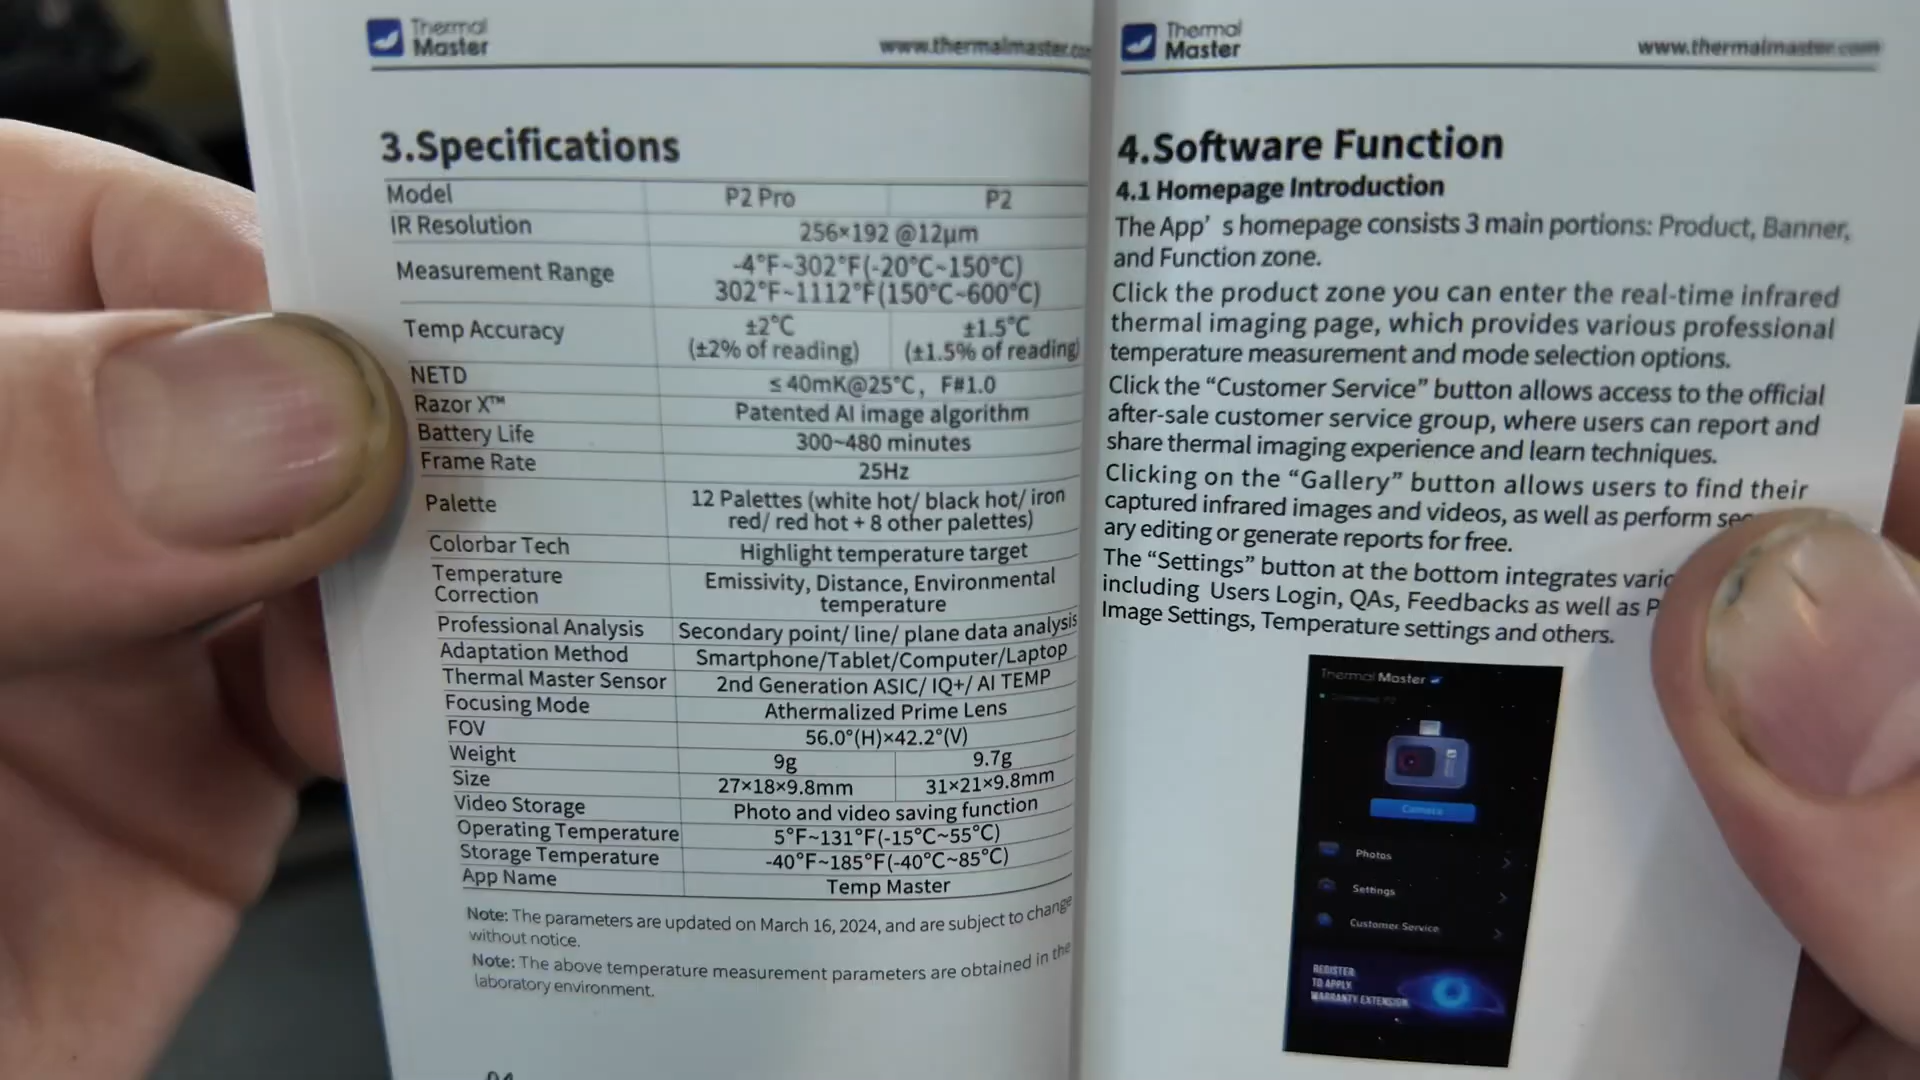 Thermal
Master
www.thermalmaster.com
3.Specifications
Model P2 Pro P2
IR Resolution 256×192 @12μm
Measurement Range -4°F~302°F(-20°C~150°C)
302°F~1112°F(150°C~600°C)
Temp Accuracy ±2°C ±1.5°C
(±2% of reading) (±1.5% of reading)
NETD ≤40mK@25°C, F#1.0
Razor X™ Patented AI image algorithm
Battery Life 300~480 minutes
Frame Rate 25Hz
Palette 12 Palettes (white hot/ black hot/ iron
red/ red hot + 8 other palettes)
Colorbar Tech Highlight temperature target
Temperature Emissivity, Distance, Environmental
Correction temperature
Professional Analysis Secondary point/ line/ plane data analysis
Adaptation Method Smartphone/Tablet/Computer/Laptop
Thermal Master Sensor 2nd Generation ASIC/ IQ+/ AI TEMP
Focusing Mode Athermalized Prime Lens
FOV 56.0°(H)×42.2°(V)
Weight 9g 9.7g
Size 27×18×9.8mm 31×21×9.8mm
Video Storage Photo and video saving function
Operating Temperature 5°F~131°F(-15°C~55°C)
Storage Temperature -40°F~185°F(-40°C~85°C)
App Name Temp Master
Note: The parameters are updated on March 16, 2024, and are subject to change
without notice.
Note: The above temperature measurement parameters are obtained in the
laboratory environment.
Thermal
Master
www.thermalmaster.com
4.Software Function
4.1 Homepage Introduction
The App's homepage consists 3 main portions: Product, Banner,
and Function zone.
Click the product zone you can enter the real-time infrared
thermal imaging page, which provides various professional
temperature measurement and mode selection options.
Click the “Customer Service” button allows access to the official
after-sale customer service group, where users can report and
share thermal imaging experience and learn techniques.
Clicking on the “Gallery” button allows users to find their
captured infrared images and videos, as well as perform
ary editing or generate reports for free.
The “Settings” button at the bottom integrates
including Users Login, QAs, Feedbacks as well as
Image Settings, Temperature settings and others.
Thermal Master
Camera
Photos
Settings
Customer Service
REGISTER
TO APPLY
WARRANTY EXTENSION